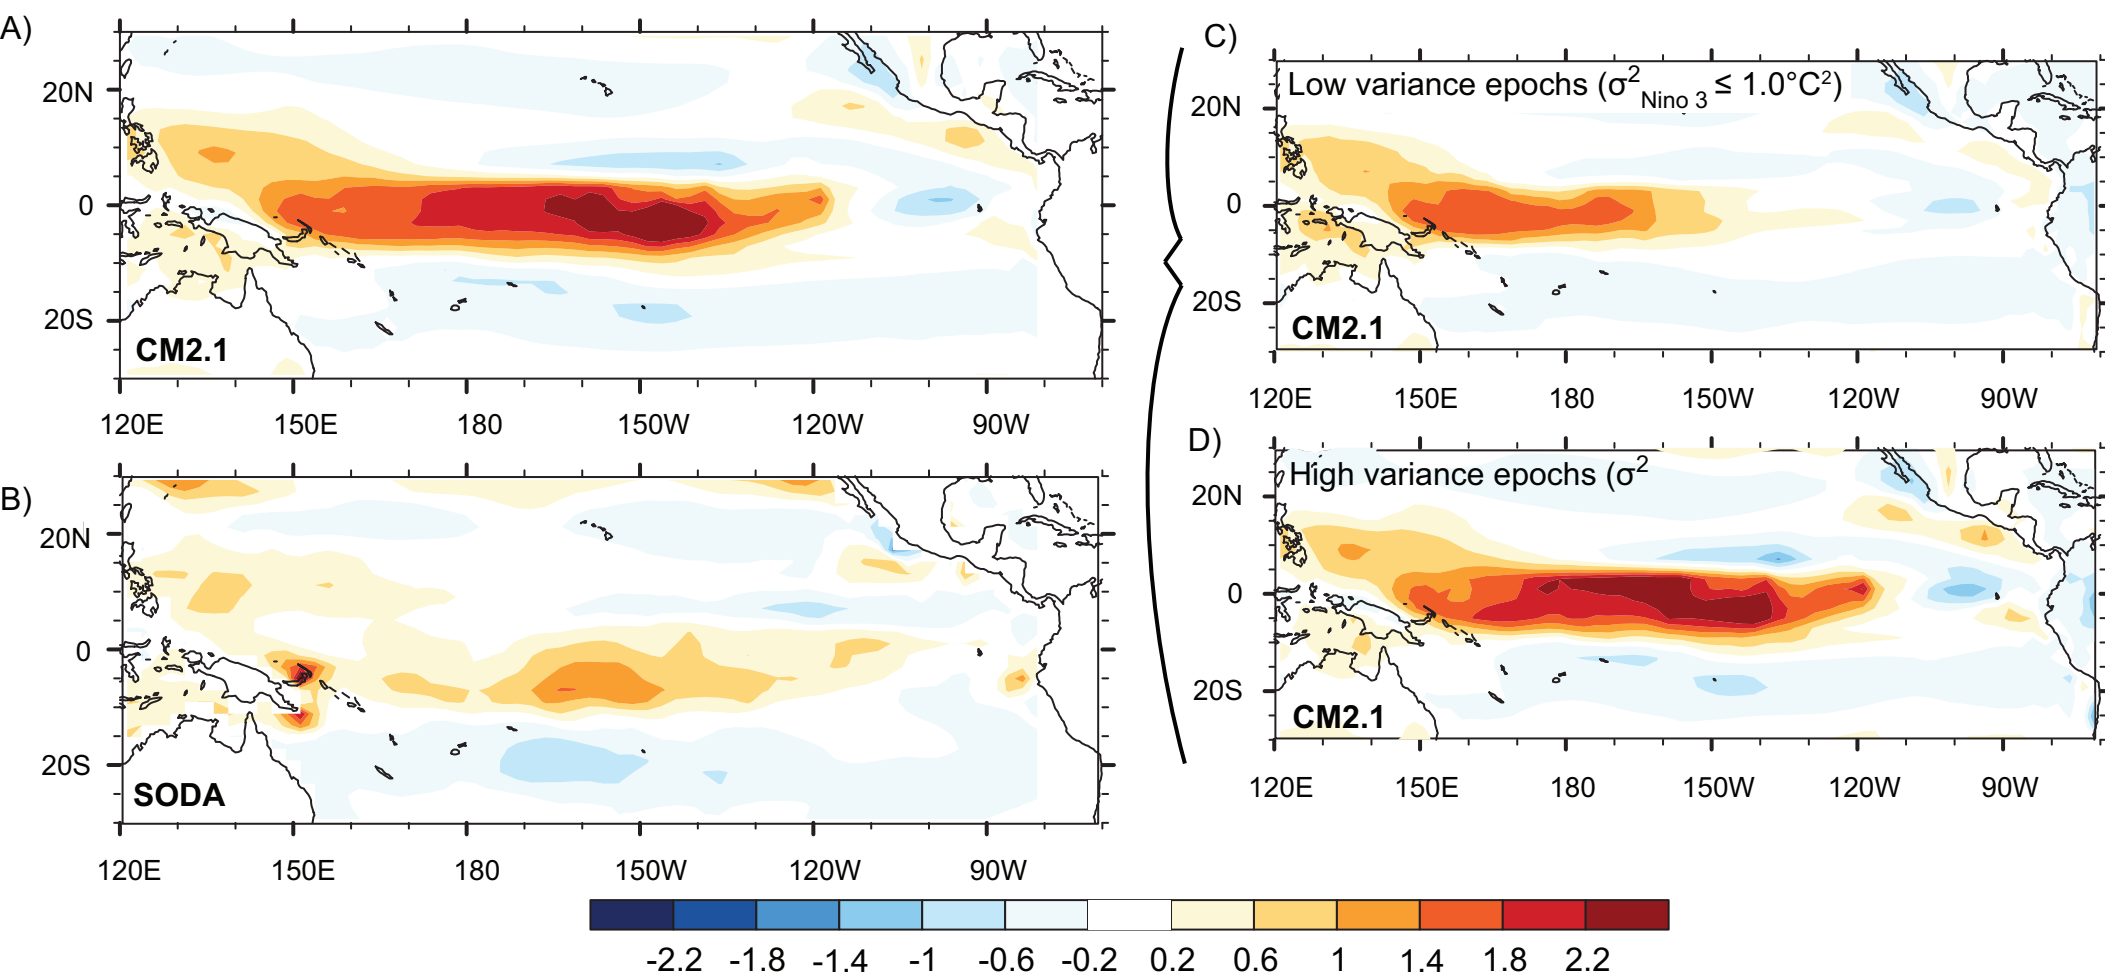 A)
20N
0
20S
CM2.1
120E 150E 180 150W 120W 90W
B)
20N
0
20S
SODA
120E 150E 180 150W 120W 90W
C)
Low variance epochs (σ² Nino 3 ≤ 1.0°C²)
20N
0
20S
CM2.1
120E 150E 180 150W 120W 90W
D)
High variance epochs (σ²
20N
0
20S
CM2.1
120E 150E 180 150W 120W 90W
-2.2 -1.8 -1.4 -1 -0.6 -0.2 0.2 0.6 1 1.4 1.8 2.2